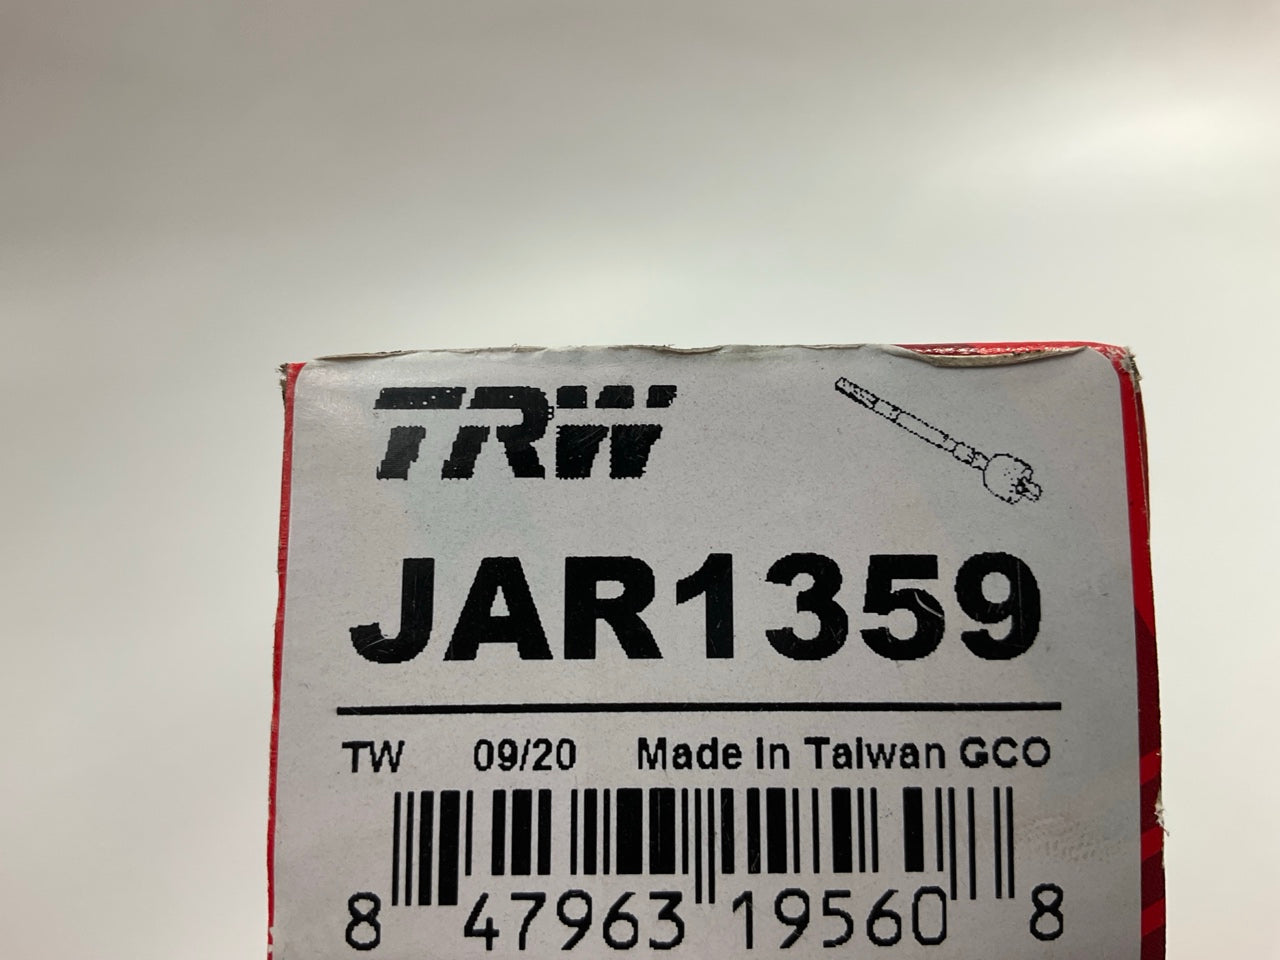 TRW
JAR1359
TW 09/20 Made in Taiwan GCO
8 47963 19560 8